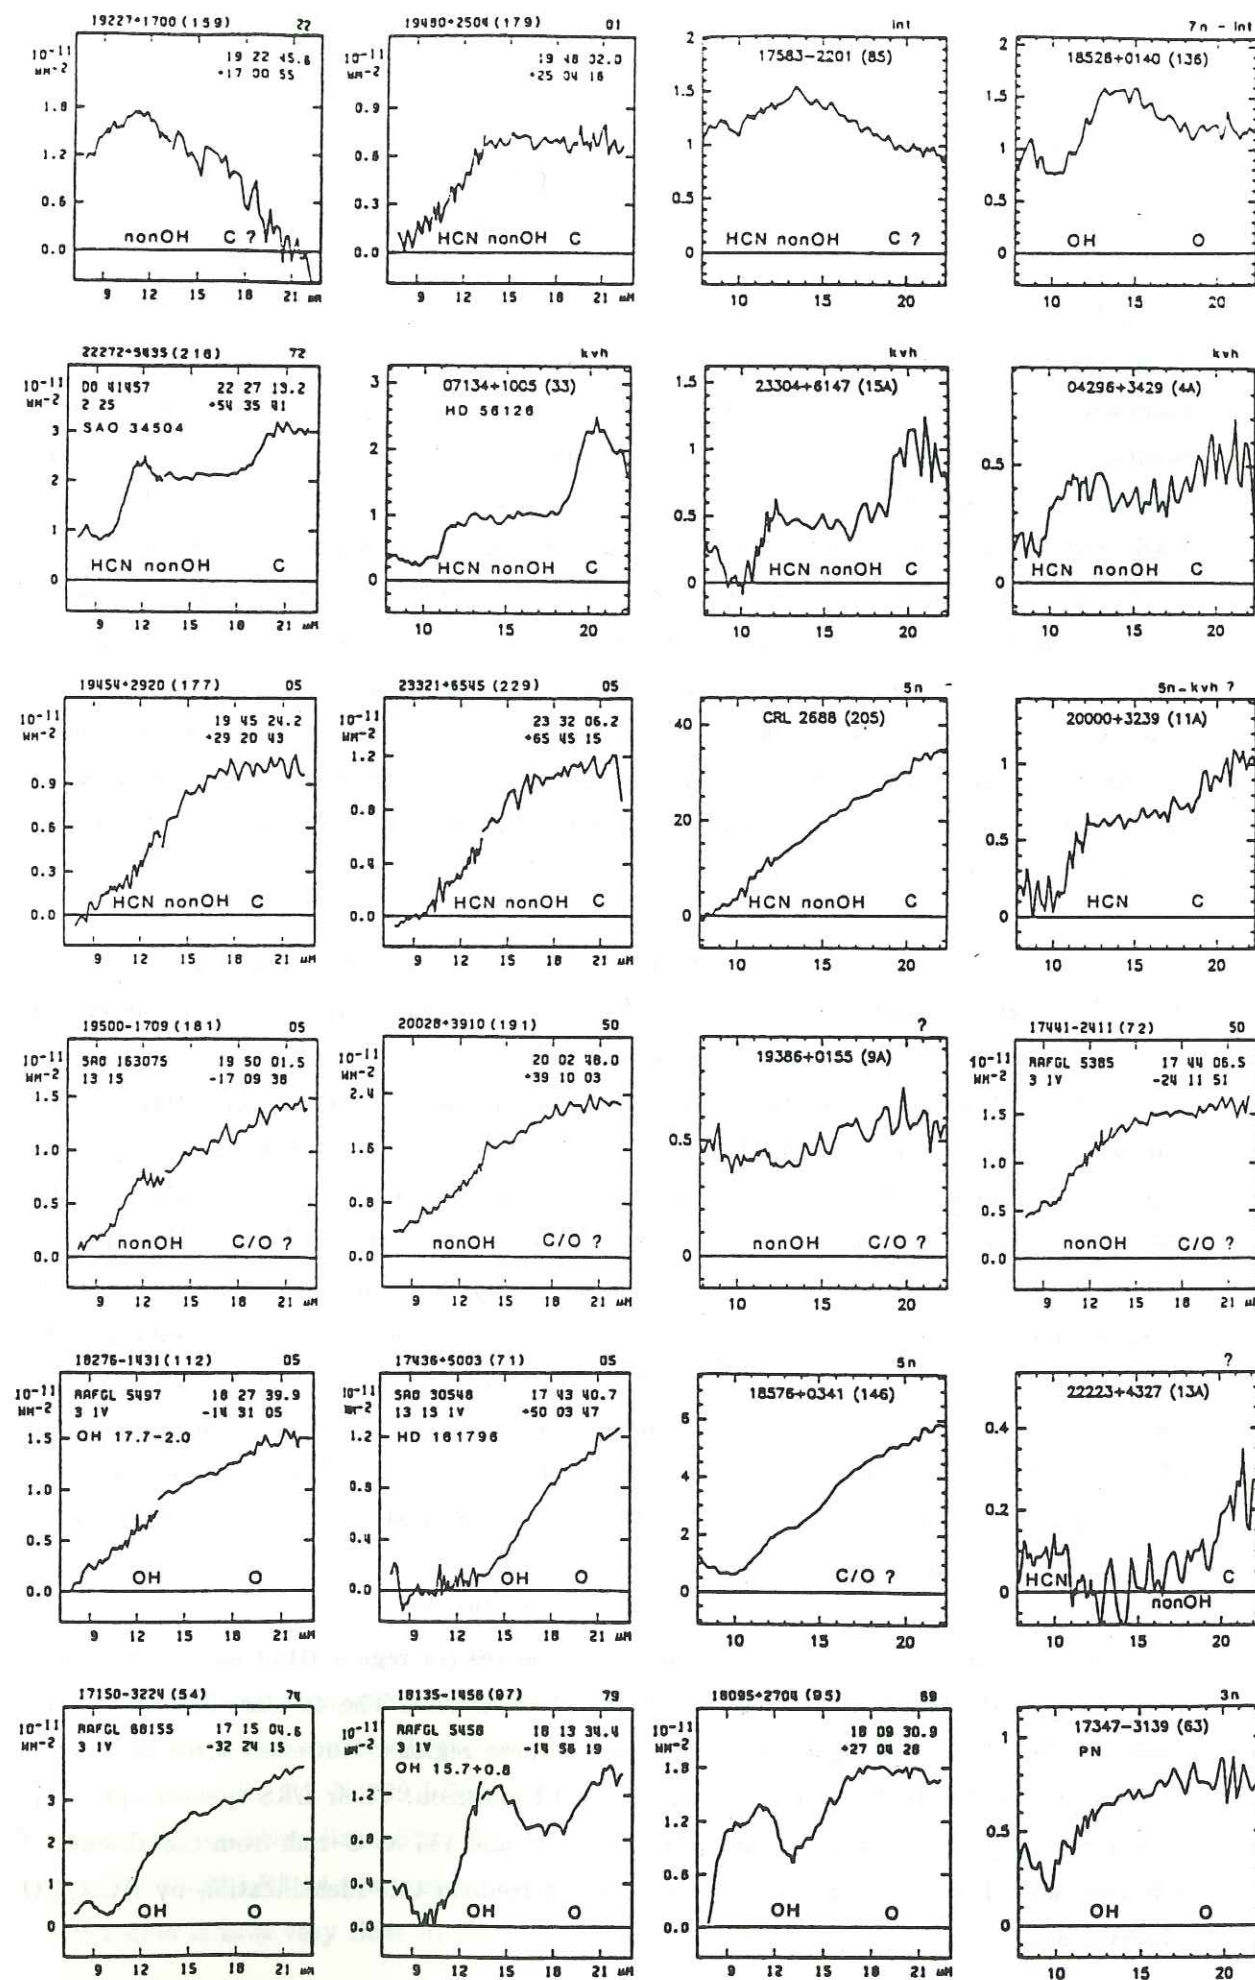 19227+1700 (159) 22
10-11
WM-2
19 22 45.6
+17 00 55
1.8
1.2
0.6
0.0
nonOH C ?
9 12 15 18 21 μM
19480+2504 (179) 01
10-11
WM-2
19 48 02.0
+25 04 16
0.9
0.6
0.3
0.0
HCN nonOH C
9 12 15 18 21 μM
int
17583-2201 (85)
2
1.5
1
0.5
0
HCN nonOH C ?
10 15 20
7n - int
18526+0140 (136)
2
1.5
1
0.5
0
OH O
10 15 20
22272+5435 (216) 72
10-11
WM-2
DO 41457 22 27 13.2
2 25 +54 35 41
SAO 34504
3
2
1
0
HCN nonOH C
9 12 15 18 21 μM
kvh
07134+1005 (33)
HD 56126
3
2
1
0
HCN nonOH C
10 15 20
kvh
23304+6147 (15A)
1.5
1
0.5
0
HCN nonOH C
10 15 20
kvh
04296+3429 (4A)
0.5
0
HCN nonOH C
10 15 20
19454+2920 (177) 05
10-11
WM-2
19 45 24.2
+29 20 43
0.9
0.6
0.3
0.0
HCN nonOH C
9 12 15 18 21 μM
23321+6545 (229) 05
10-11
WM-2
23 32 06.2
+65 45 15
1.2
0.8
0.4
0.0
HCN nonOH C
9 12 15 18 21 μM
5n
CRL 2688 (205)
40
20
0
HCN nonOH C
10 15 20
5n-kvh ?
20000+3239 (11A)
1
0.5
0
HCN C
10 15 20
19500-1709 (181) 05
10-11
WM-2
SAO 163075 19 50 01.5
13 15 -17 09 38
1.5
1.0
0.5
0.0
nonOH C/O ?
9 12 15 18 21 μM
20028+3910 (191) 50
10-11
WM-2
20 02 48.0
+39 10 03
2.4
1.6
0.8
0.0
nonOH C/O ?
9 12 15 18 21 μM
?
19386+0155 (9A)
0.5
0
nonOH C/O ?
10 15 20
17441-2411 (72) 50
10-11
WM-2
RAFGL 5385 17 44 06.5
3 1V -24 11 51
1.5
1.0
0.5
0.0
nonOH C/O ?
9 12 15 18 21 μM
18276-1431 (112) 05
10-11
WM-2
RAFGL 5497 18 27 39.9
3 1V -14 31 05
OH 17.7-2.0
1.5
1.0
0.5
0.0
OH O
9 12 15 18 21 μM
17436+5003 (71) 05
10-11
WM-2
SAO 30548 17 43 40.7
13 15 1V +50 03 47
HD 161796
1.2
0.8
0.4
0.0
OH O
9 12 15 18 21 μM
5n
18576+0341 (146)
6
4
2
0
C/O ?
10 15 20
?
22223+4327 (13A)
0.4
0.2
0
HCN C
nonOH
10 15 20
17150-3224 (54) 74
10-11
WM-2
RAFGL 6815S 17 15 04.6
3 1V -32 24 15
3
2
1
0
OH O
9 12 15 18 21 μM
18135-1456 (97) 79
10-11
WM-2
RAFGL 5458 18 13 34.4
3 1V -14 56 19
OH 15.7+0.8
1.2
0.8
0.4
0.0
OH O
9 12 15 18 21 μM
18095+2704 (95) 69
10-11
WM-2
18 09 30.9
+27 04 28
1.8
1.2
0.6
0.0
OH O
9 12 15 18 21 μM
3n
17347-3139 (63)
PN
1
0.5
0
OH O
10 15 20